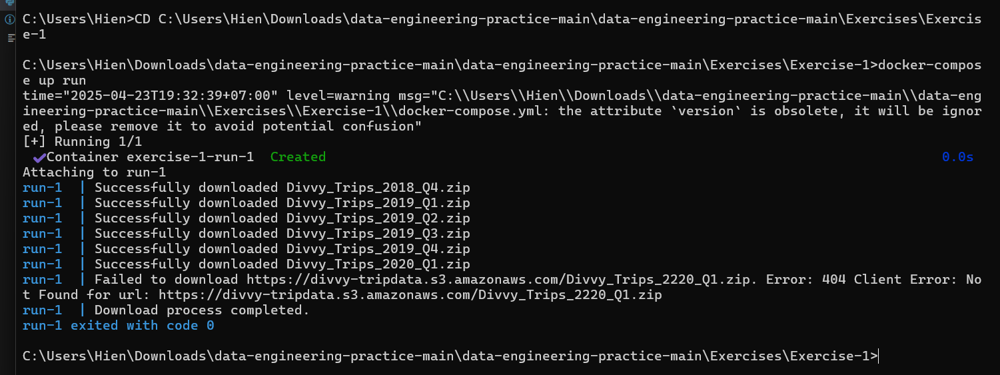 C:\Users\Hien>CD C:\Users\Hien\Downloads\data-engineering-practice-main\data-engineering-practice-main\Exercises\Exercis
e-1
C:\Users\Hien\Downloads\data-engineering-practice-main\data-engineering-practice-main\Exercises\Exercise-1>docker-compos
e up run
time="2025-04-23T19:32:39+07:00" level=warning msg="C:\\Users\\Hien\\Downloads\\data-engineering-practice-main\\data-eng
ineering-practice-main\\Exercises\\Exercise-1\\docker-compose.yml: the attribute `version` is obsolete, it will be ignor
ed, please remove it to avoid potential confusion"
[+] Running 1/1
✔Container exercise-1-run-1  Created 0.0s
Attaching to run-1
run-1  | Successfully downloaded Divvy_Trips_2018_Q4.zip
run-1  | Successfully downloaded Divvy_Trips_2019_Q1.zip
run-1  | Successfully downloaded Divvy_Trips_2019_Q2.zip
run-1  | Successfully downloaded Divvy_Trips_2019_Q3.zip
run-1  | Successfully downloaded Divvy_Trips_2019_Q4.zip
run-1  | Successfully downloaded Divvy_Trips_2020_Q1.zip
run-1  | Failed to download https://divvy-tripdata.s3.amazonaws.com/Divvy_Trips_2220_Q1.zip. Error: 404 Client Error: No
t Found for url: https://divvy-tripdata.s3.amazonaws.com/Divvy_Trips_2220_Q1.zip
run-1  | Download process completed.
run-1 exited with code 0
C:\Users\Hien\Downloads\data-engineering-practice-main\data-engineering-practice-main\Exercises\Exercise-1>